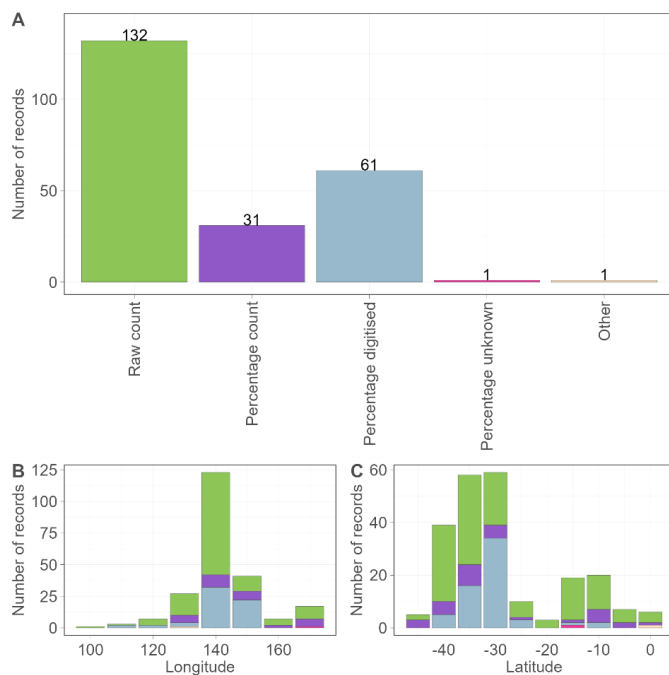 A
132
31
61
1
1
Number of records
100
50
0
Raw count
Percentage count
Percentage digitised
Percentage unknown
Other
B
Number of records
125
100
75
50
25
0
100
120
140
160
Longitude
C
Number of records
60
40
20
0
-40
-30
-20
-10
0
Latitude